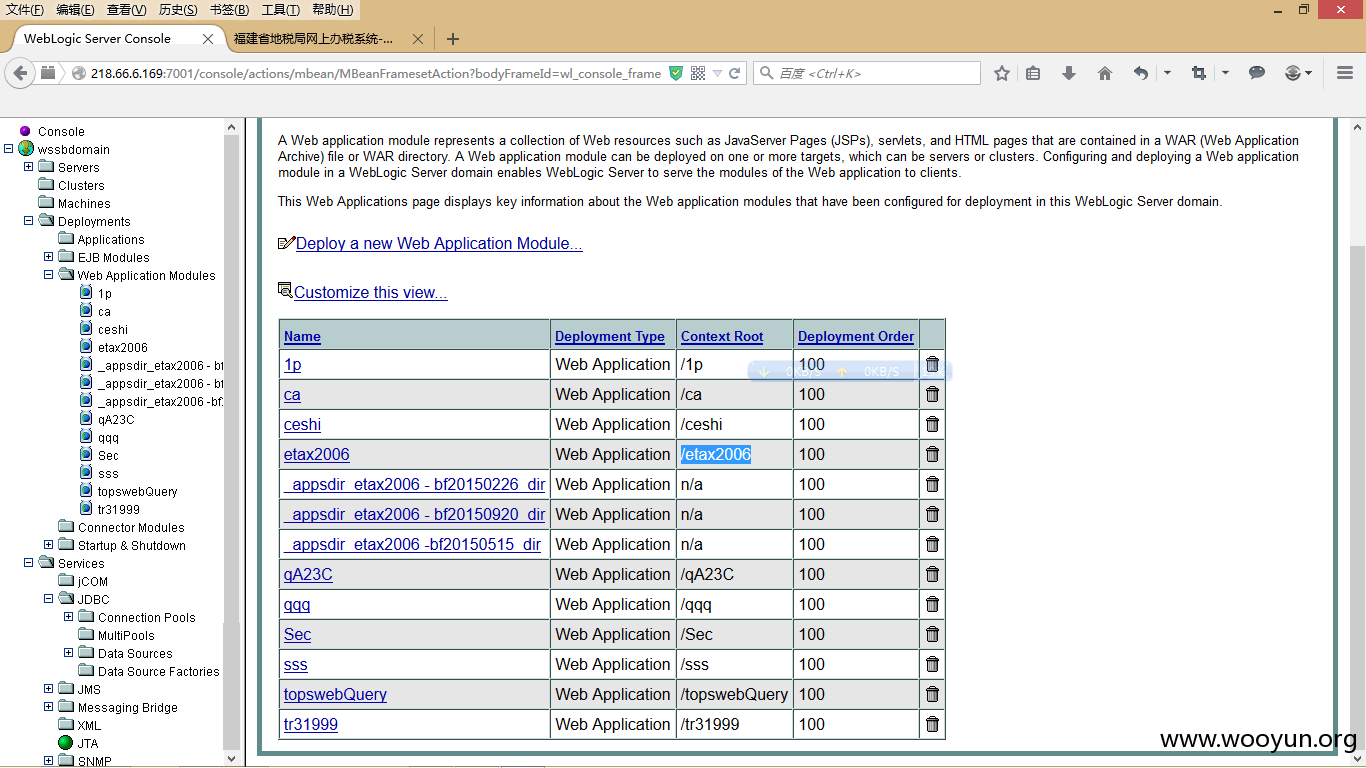 文件(F) 编辑(E) 查看(V) 历史(S) 书签(B) 工具(T) 帮助(H)
WebLogic Server Console
福建省地税局网上办税系统-...
218.66.6.169:7001/console/actions/mbean/MBeanFramesetAction?bodyFrameId=wl_console_frame
百度 <Ctrl+K>
Console
wssbdomain
Servers
Clusters
Machines
Deployments
Applications
EJB Modules
Web Application Modules
1p
ca
ceshi
etax2006
_appsdir_etax2006 - bf
_appsdir_etax2006 - bf
_appsdir_etax2006 -bf
qA23C
qqq
Sec
sss
topswebQuery
tr31999
Connector Modules
Startup & Shutdown
Services
jCOM
JDBC
Connection Pools
MultiPools
Data Sources
Data Source Factories
JMS
Messaging Bridge
XML
JTA
SNMP
A Web application module represents a collection of Web resources such as JavaServer Pages (JSPs), servlets, and HTML pages that are contained in a WAR (Web Application
Archive) file or WAR directory. A Web application module can be deployed on one or more targets, which can be servers or clusters. Configuring and deploying a Web application
module in a WebLogic Server domain enables WebLogic Server to serve the modules of the Web application to clients.
This Web Applications page displays key information about the Web application modules that have been configured for deployment in this WebLogic Server domain.
Deploy a new Web Application Module...
Customize this view...
Name Deployment Type Context Root Deployment Order
1p Web Application /1p 100
0KB/S 0KB/S
ca Web Application /ca 100
ceshi Web Application /ceshi 100
etax2006 Web Application /etax2006 100
_appsdir_etax2006 - bf20150226_dir Web Application n/a 100
_appsdir_etax2006 - bf20150920_dir Web Application n/a 100
_appsdir_etax2006 -bf20150515_dir Web Application n/a 100
qA23C Web Application /qA23C 100
qqq Web Application /qqq 100
Sec Web Application /Sec 100
sss Web Application /sss 100
topswebQuery Web Application /topswebQuery 100
tr31999 Web Application /tr31999 100
www.wooyun.org